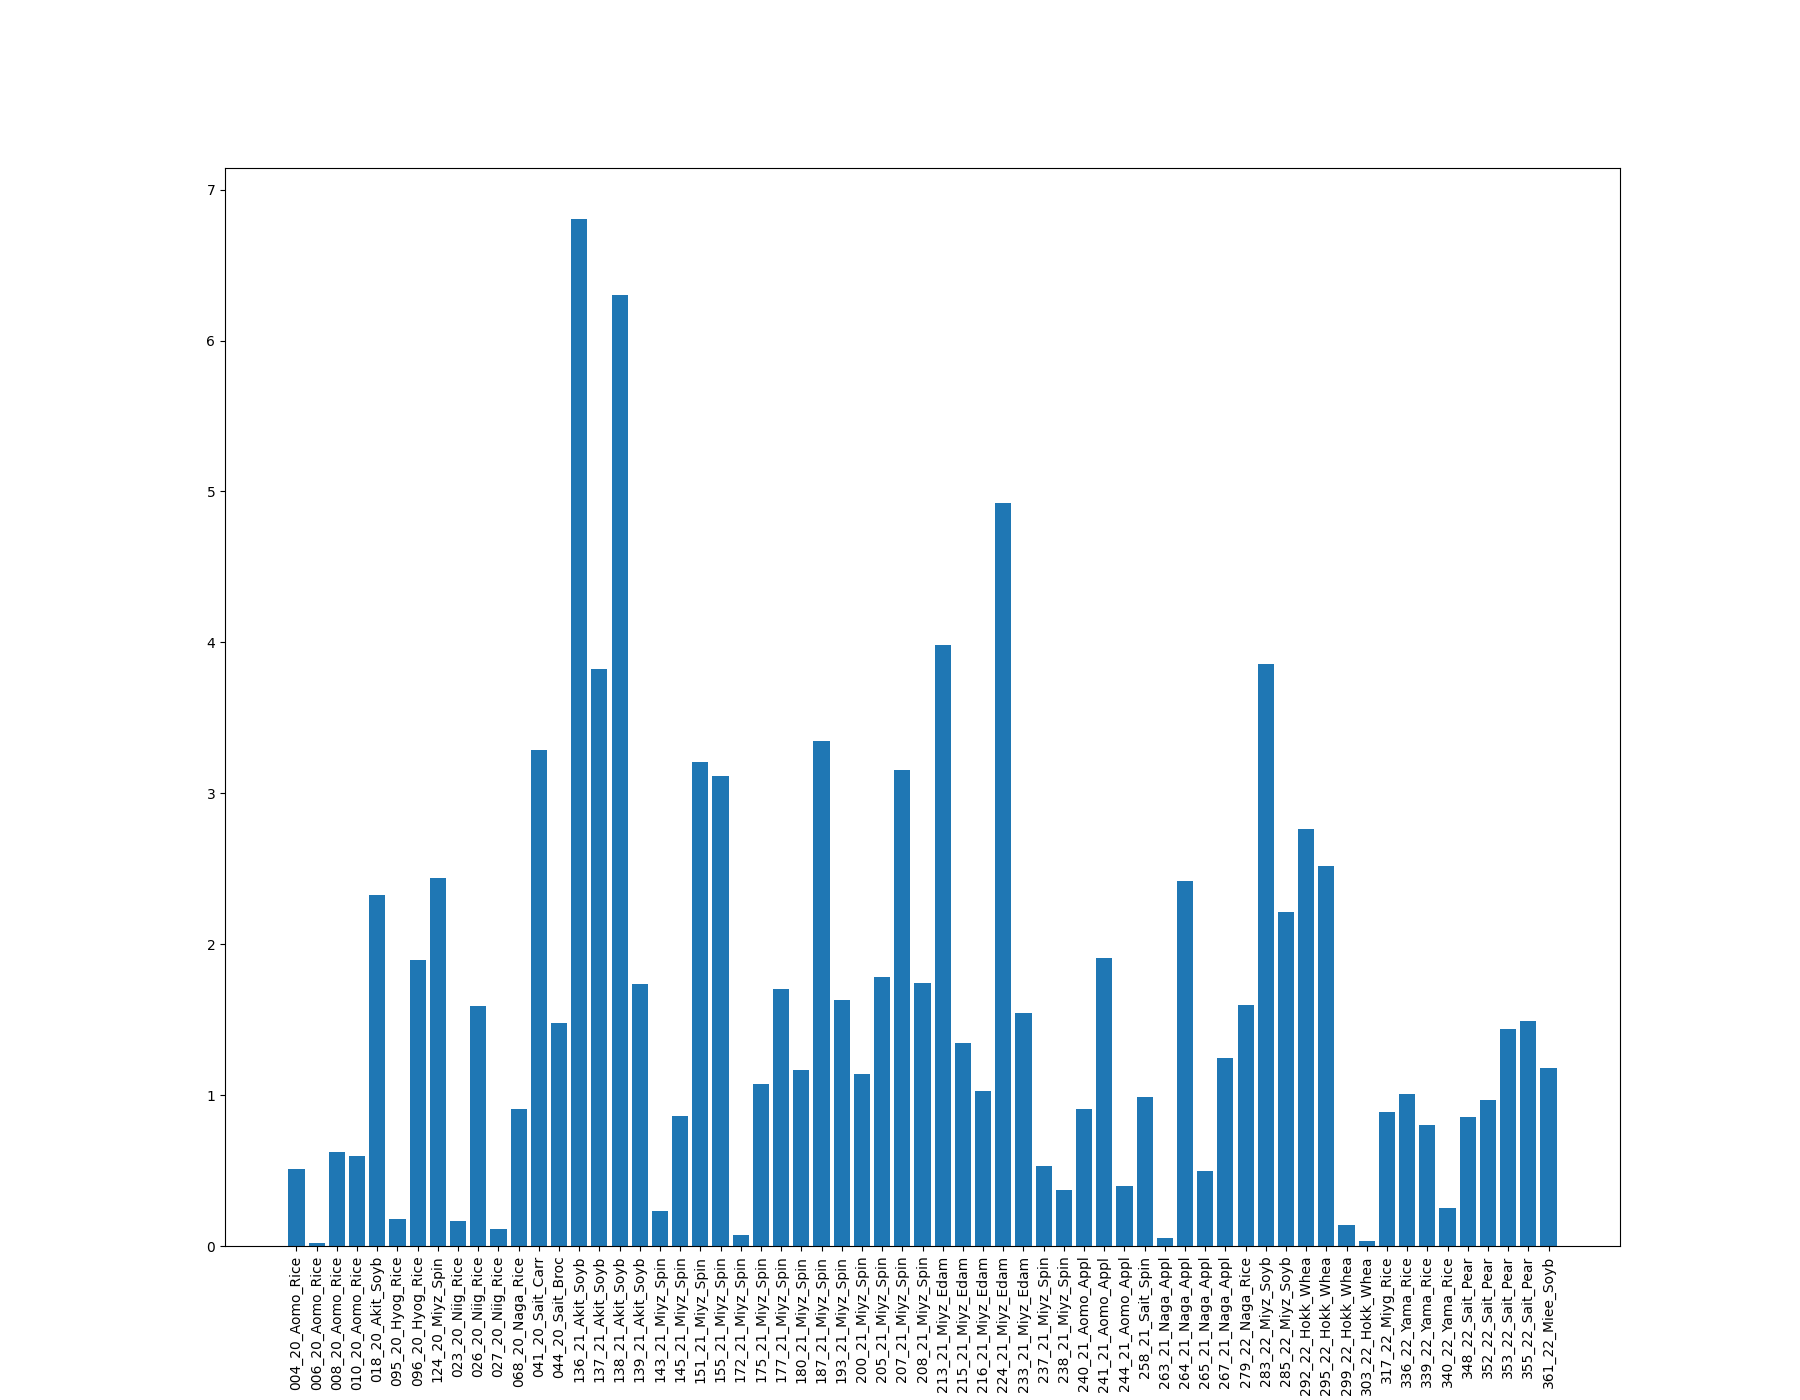 7
6
5
4
3
2
1
0
004_20_Aomo_Rice
006_20_Aomo_Rice
008_20_Aomo_Rice
010_20_Aomo_Rice
018_20_Akit_Soyb
095_20_Hyog_Rice
096_20_Hyog_Rice
124_20_Miyz_Spin
023_20_Niig_Rice
026_20_Niig_Rice
027_20_Niig_Rice
068_20_Naga_Rice
041_20_Sait_Carr
044_20_Sait_Broc
136_21_Akit_Soyb
137_21_Akit_Soyb
138_21_Akit_Soyb
139_21_Akit_Soyb
143_21_Miyz_Spin
145_21_Miyz_Spin
151_21_Miyz_Spin
155_21_Miyz_Spin
172_21_Miyz_Spin
175_21_Miyz_Spin
177_21_Miyz_Spin
180_21_Miyz_Spin
187_21_Miyz_Spin
193_21_Miyz_Spin
200_21_Miyz_Spin
205_21_Miyz_Spin
207_21_Miyz_Spin
208_21_Miyz_Spin
213_21_Miyz_Edam
215_21_Miyz_Edam
216_21_Miyz_Edam
224_21_Miyz_Edam
233_21_Miyz_Edam
237_21_Miyz_Spin
238_21_Miyz_Spin
240_21_Aomo_Appl
241_21_Aomo_Appl
244_21_Aomo_Appl
258_21_Sait_Spin
263_21_Naga_Appl
264_21_Naga_Appl
265_21_Naga_Appl
267_21_Naga_Appl
279_22_Naga_Rice
283_22_Miyz_Soyb
285_22_Miyz_Soyb
292_22_Hokk_Whea
295_22_Hokk_Whea
299_22_Hokk_Whea
303_22_Hokk_Whea
317_22_Miyg_Rice
336_22_Yama_Rice
339_22_Yama_Rice
340_22_Yama_Rice
348_22_Sait_Pear
352_22_Sait_Pear
353_22_Sait_Pear
355_22_Sait_Pear
361_22_Miee_Soyb